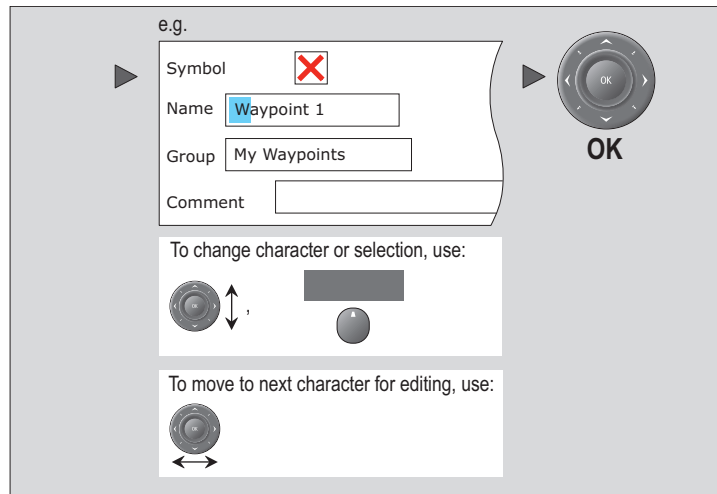 e.g.
Symbol
Name Waypoint 1
Group My Waypoints
Comment
OK
OK
To change character or selection, use:
OK
,
To move to next character for editing, use:
OK